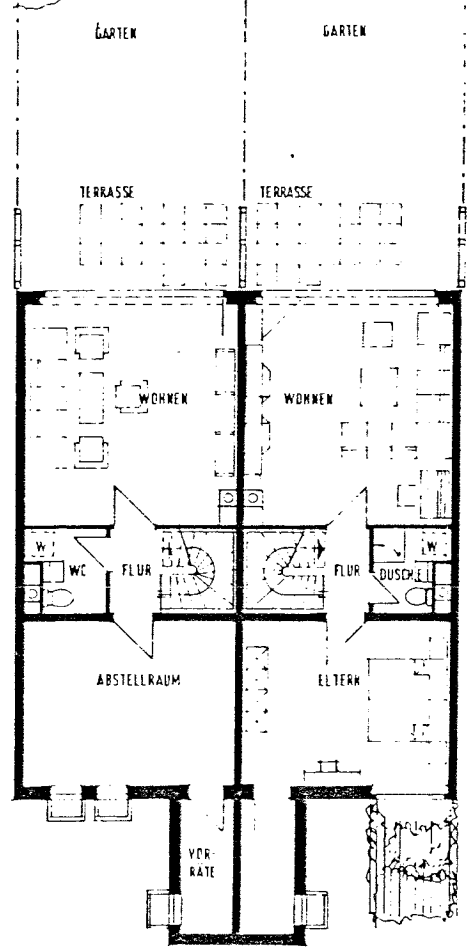 GARTEN
GARTEN
TERRASSE
TERRASSE
WOHNEN
WOHNEN
W
WC
FLUR
FLUR
DUSCHE
W
ABSTELLRAUM
ELTERN
VOR-
RÄTE